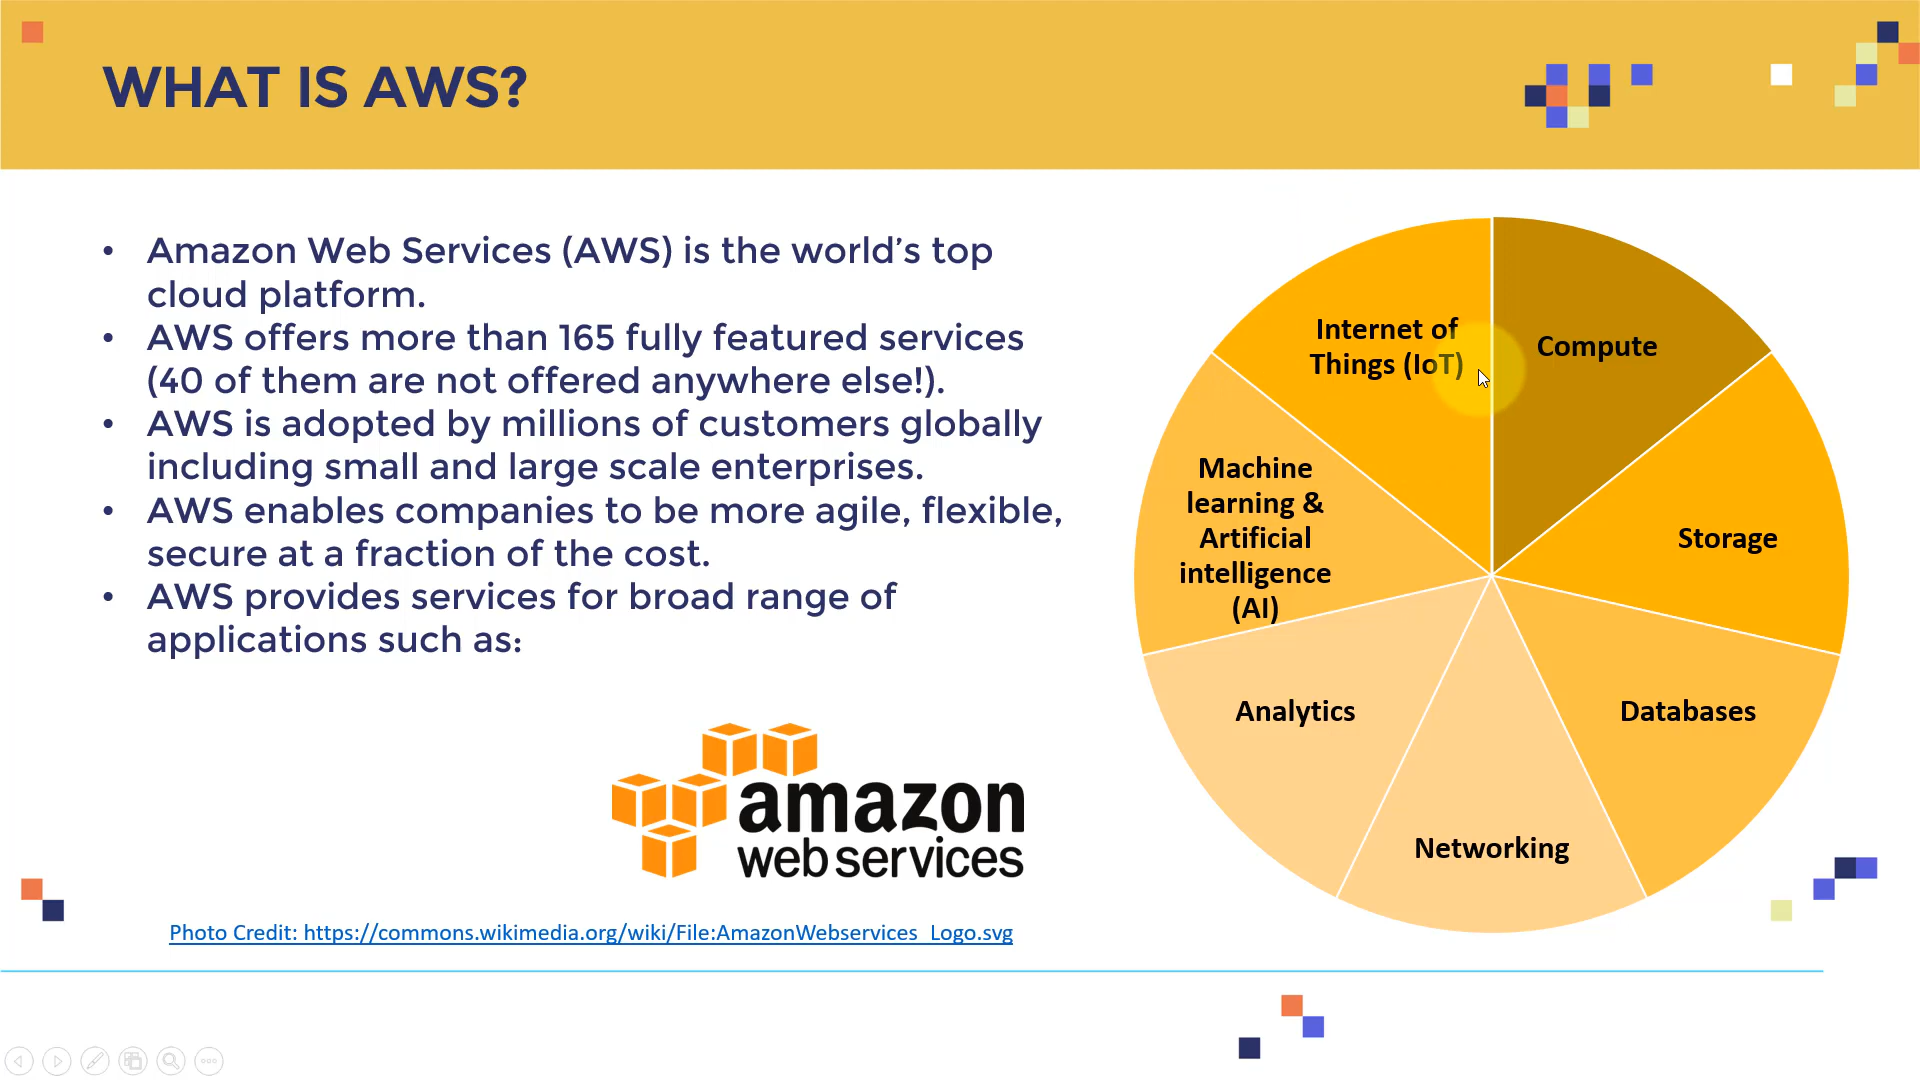 WHAT IS AWS?
• Amazon Web Services (AWS) is the world's top
cloud platform.
• AWS offers more than 165 fully featured services
(40 of them are not offered anywhere else!).
• AWS is adopted by millions of customers globally
including small and large scale enterprises.
• AWS enables companies to be more agile, flexible,
secure at a fraction of the cost.
• AWS provides services for broad range of
applications such as:
amazon
web services
Photo Credit: https://commons.wikimedia.org/wiki/File:AmazonWebservices_Logo.svg
Internet of
Things (IoT)
Compute
Machine
learning &
Artificial
intelligence
(AI)
Storage
Analytics
Databases
Networking